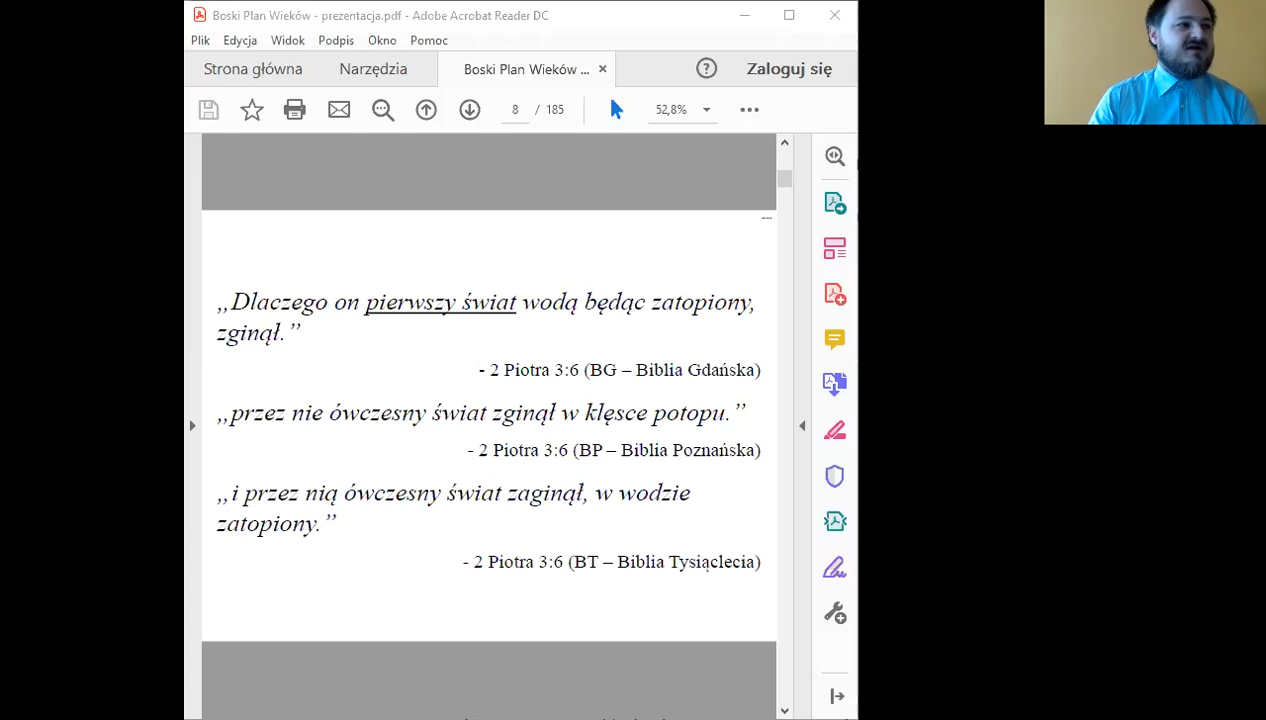 Boski Plan Wieków - prezentacja.pdf - Adobe Acrobat Reader DC
Plik Edycja Widok Podpis Okno Pomoc
Strona główna Narzędzia Boski Plan Wieków ... × Zaloguj się
8 / 185 52,8%
,,Dlaczego on pierwszy świat wodą będąc zatopiony,
zginął.”
- 2 Piotra 3:6 (BG – Biblia Gdańska)
,,przez nie ówczesny świat zginął w klęsce potopu.”
- 2 Piotra 3:6 (BP – Biblia Poznańska)
,,i przez nią ówczesny świat zaginął, w wodzie
zatopiony.”
- 2 Piotra 3:6 (BT – Biblia Tysiąclecia)